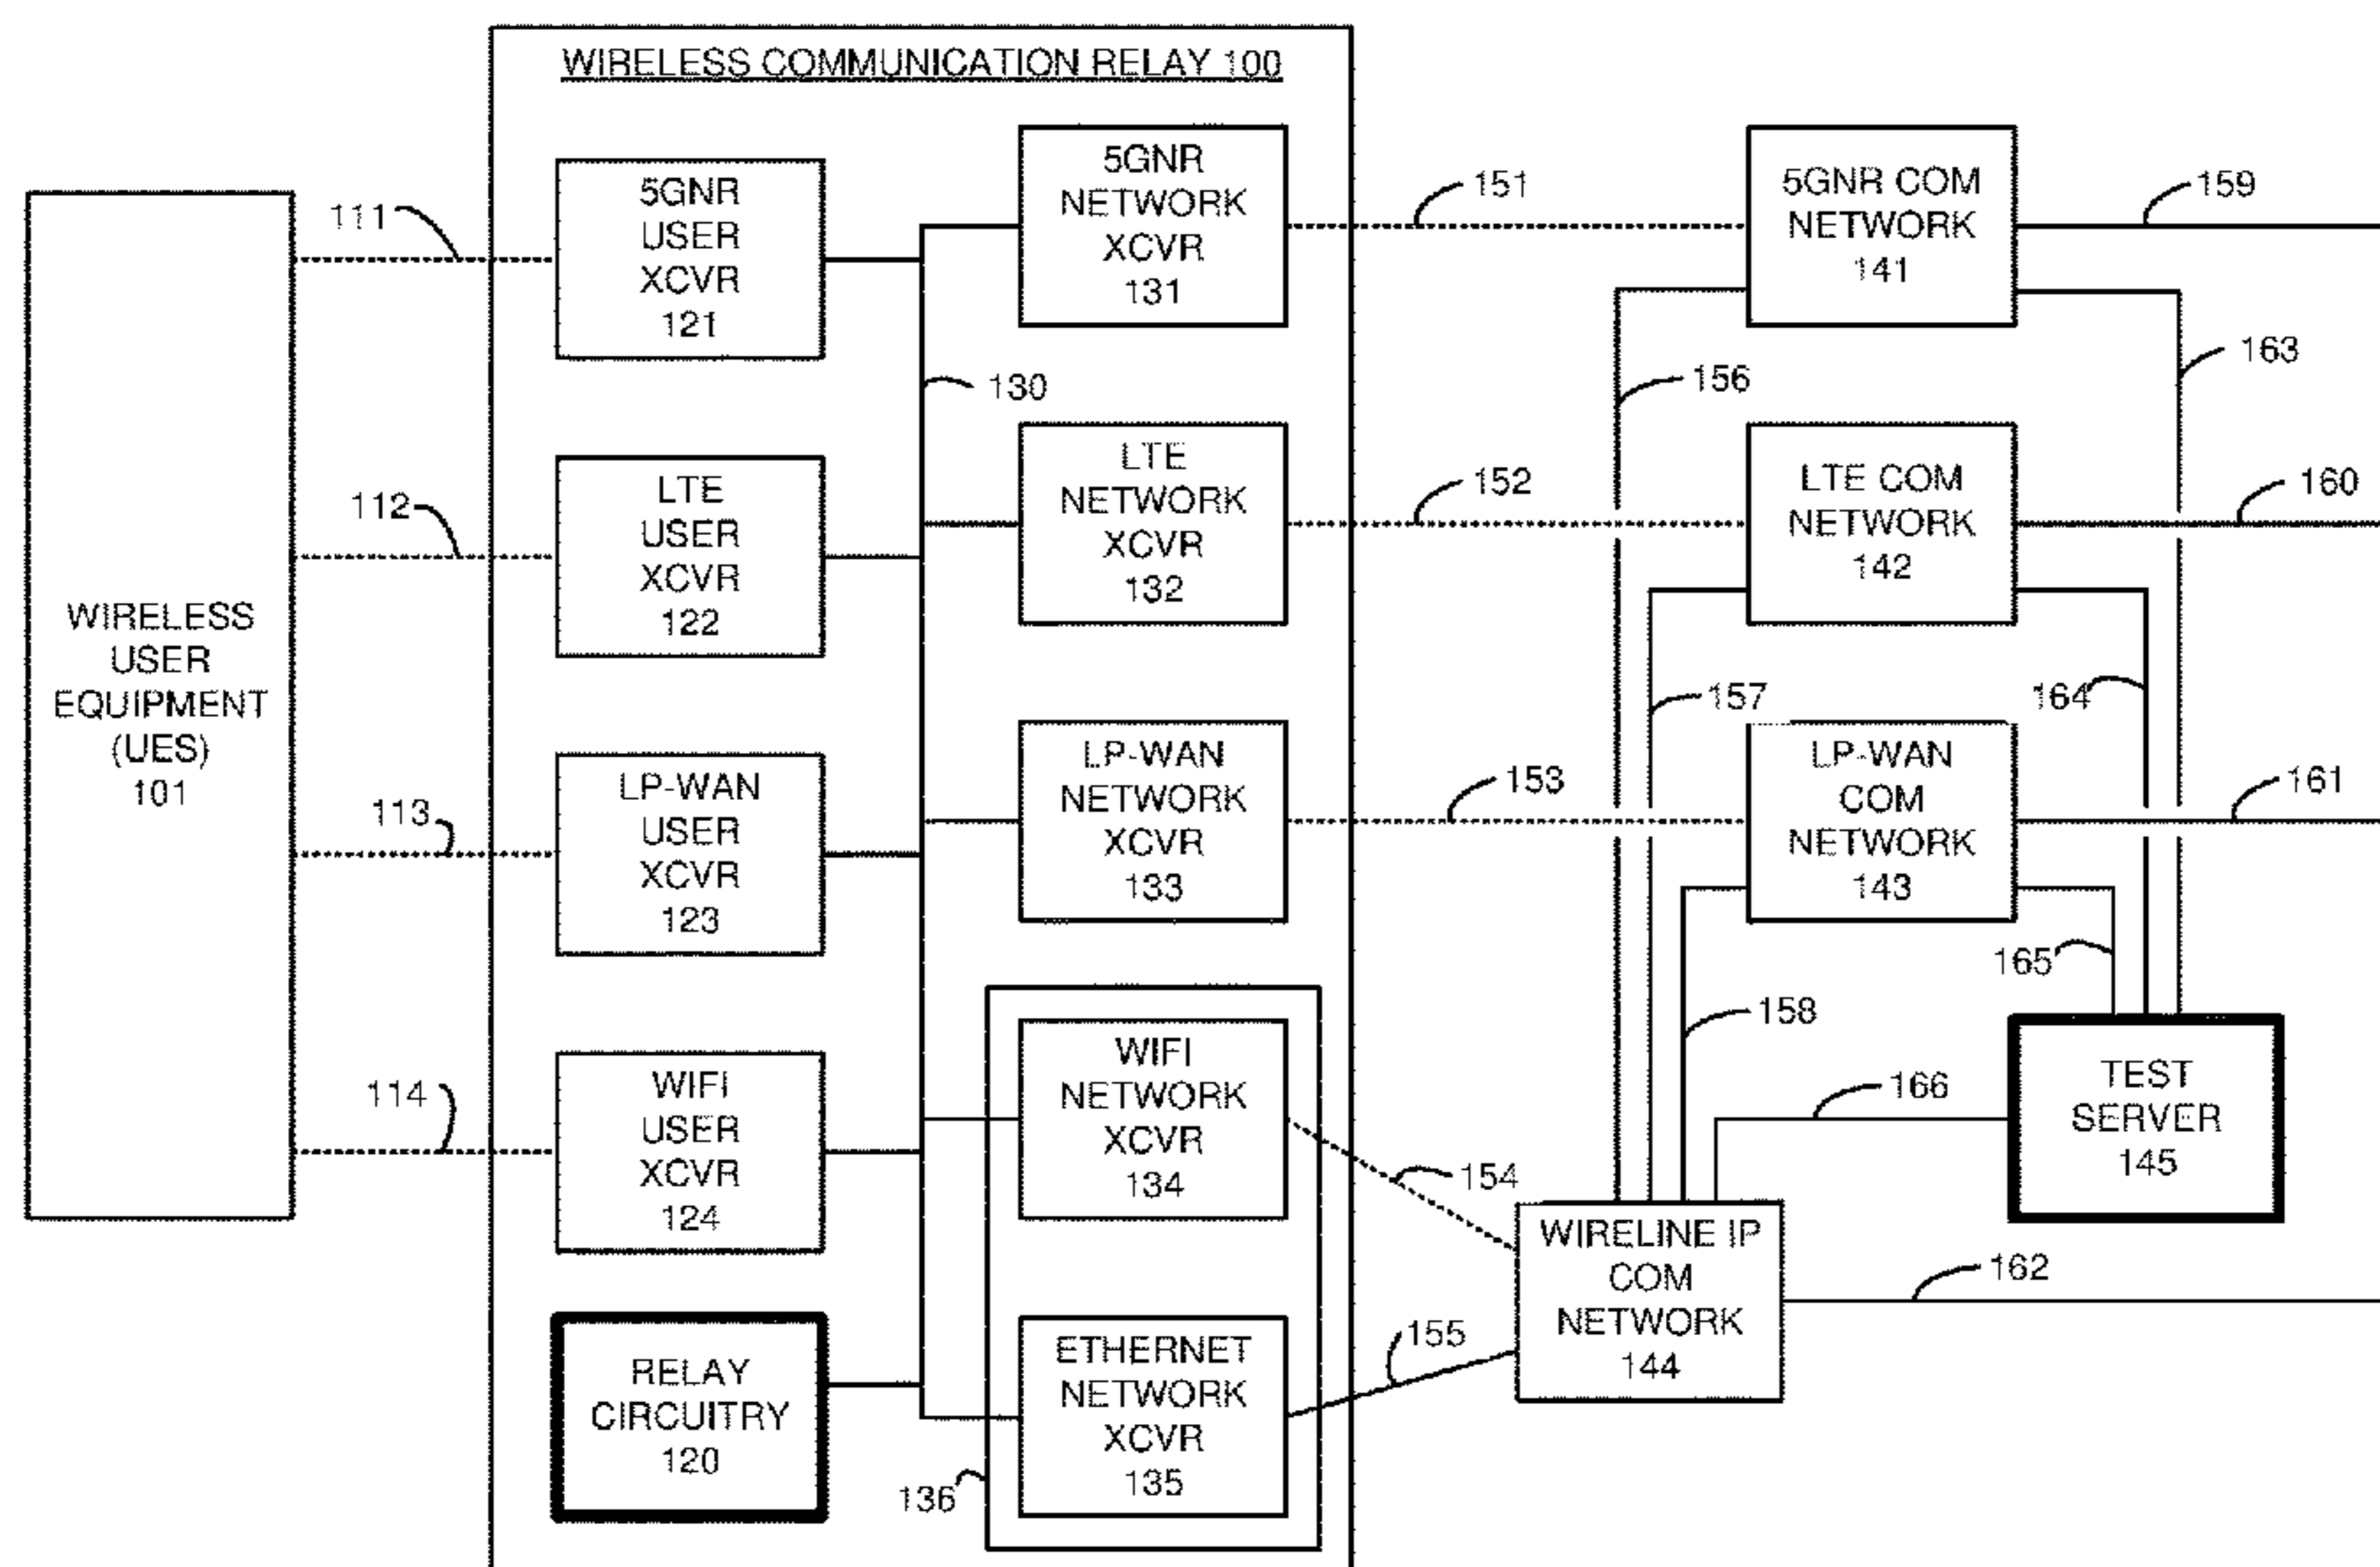 WIRELESS COMMUNICATION RELAY 100
WIRELESS
USER
EQUIPMENT
(UES)
101
111
112
113
114
5GNR
USER
XCVR
121
LTE
USER
XCVR
122
LP-WAN
USER
XCVR
123
WIFI
USER
XCVR
124
RELAY
CIRCUITRY
120
130
5GNR
NETWORK
XCVR
131
LTE
NETWORK
XCVR
132
LP-WAN
NETWORK
XCVR
133
WIFI
NETWORK
XCVR
134
ETHERNET
NETWORK
XCVR
135
136
151
152
153
154
155
156
157
158
5GNR COM
NETWORK
141
LTE COM
NETWORK
142
LP-WAN
COM
NETWORK
143
WIRELINE IP
COM
NETWORK
144
159
163
160
164
161
165
166
TEST
SERVER
145
162